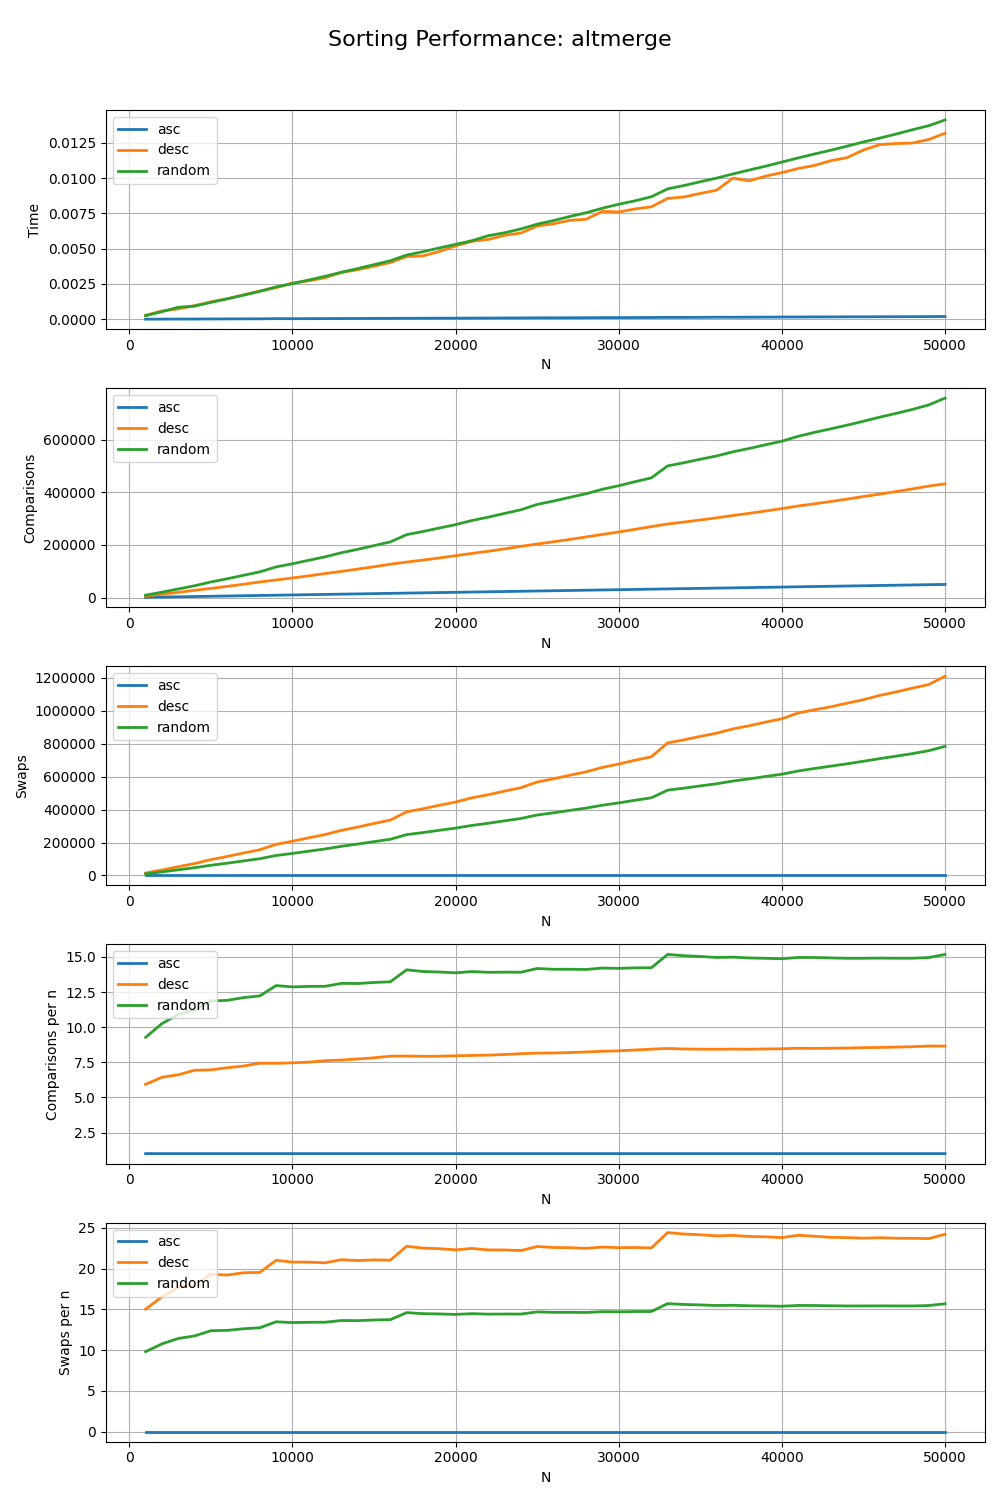 Sorting Performance: altmerge
asc
desc
random
Time
0.0125
0.0100
0.0075
0.0050
0.0025
0.0000
0 10000 20000 30000 40000 50000
N
asc
desc
random
Comparisons
600000
400000
200000
0
0 10000 20000 30000 40000 50000
N
asc
desc
random
Swaps
1200000
1000000
800000
600000
400000
200000
0
0 10000 20000 30000 40000 50000
N
asc
desc
random
Comparisons per n
15.0
12.5
10.0
7.5
5.0
2.5
0 10000 20000 30000 40000 50000
N
asc
desc
random
Swaps per n
25
20
15
10
5
0
0 10000 20000 30000 40000 50000
N